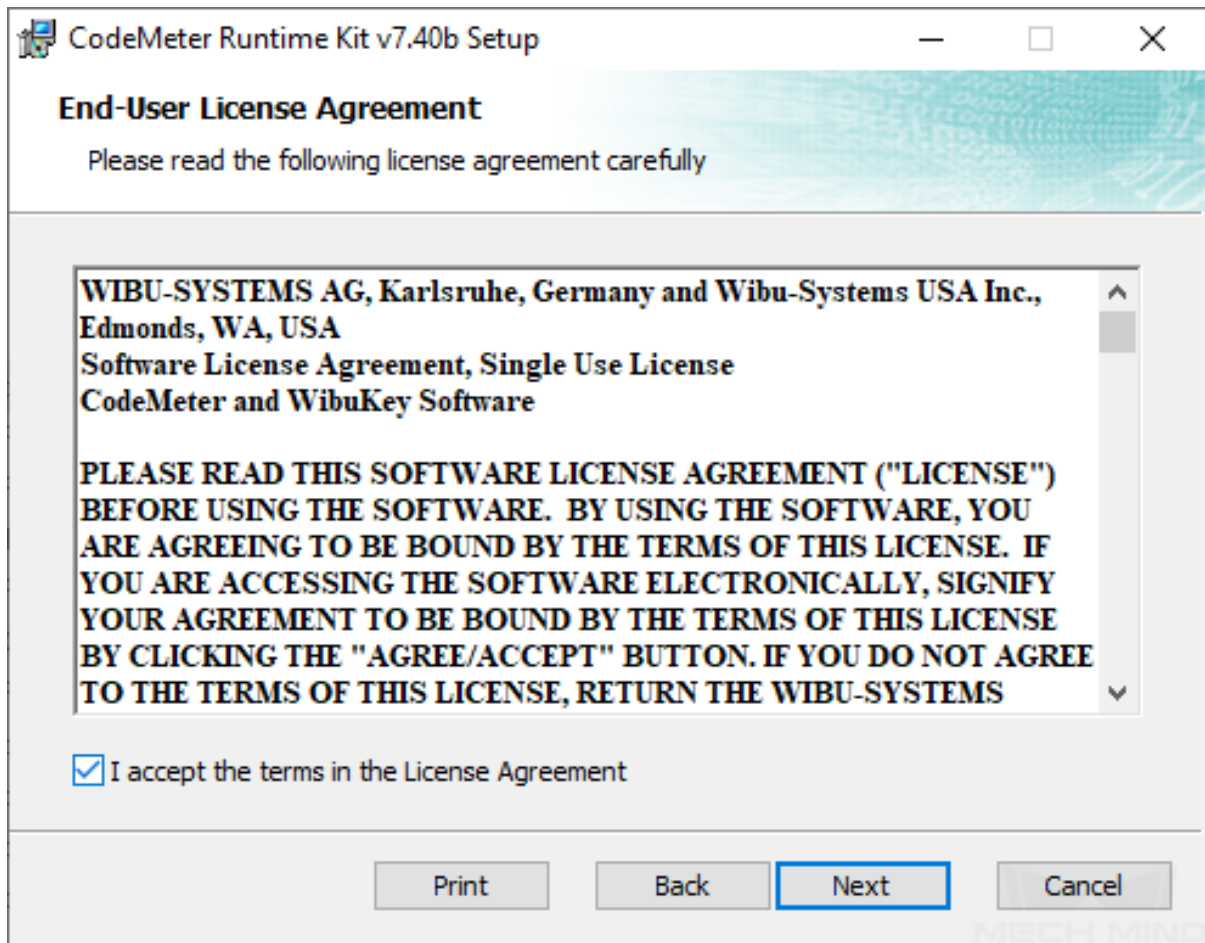 CodeMeter Runtime Kit v7.40b Setup
End-User License Agreement
Please read the following license agreement carefully
WIBU-SYSTEMS AG, Karlsruhe, Germany and Wibu-Systems USA Inc.,
Edmonds, WA, USA
Software License Agreement, Single Use License
CodeMeter and WibuKey Software
PLEASE READ THIS SOFTWARE LICENSE AGREEMENT ("LICENSE")
BEFORE USING THE SOFTWARE.  BY USING THE SOFTWARE, YOU
ARE AGREEING TO BE BOUND BY THE TERMS OF THIS LICENSE.  IF
YOU ARE ACCESSING THE SOFTWARE ELECTRONICALLY, SIGNIFY
YOUR AGREEMENT TO BE BOUND BY THE TERMS OF THIS LICENSE
BY CLICKING THE "AGREE/ACCEPT" BUTTON. IF YOU DO NOT AGREE
TO THE TERMS OF THIS LICENSE, RETURN THE WIBU-SYSTEMS
I accept the terms in the License Agreement
Print Back Next Cancel
MECH MIND